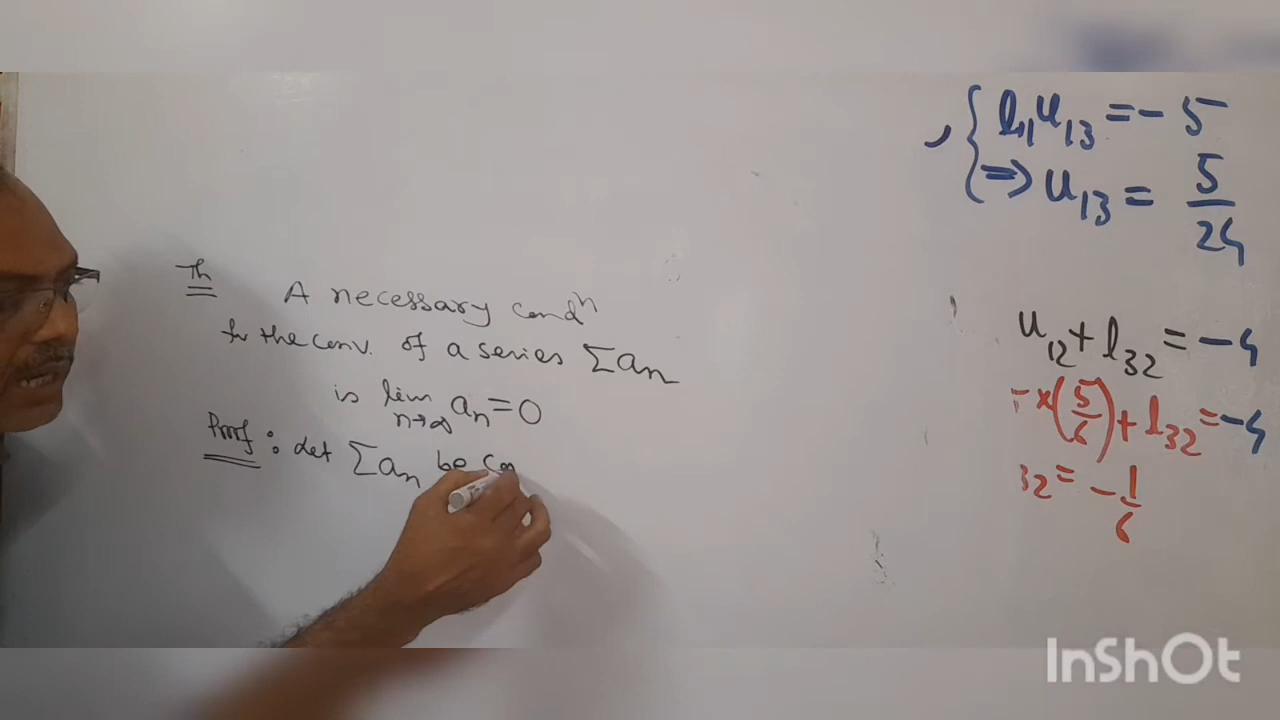 Th A necessary condⁿ
for the conv. of a series Σaₙ
is lim n→∞ aₙ = 0
Proof : Let Σaₙ be con
{ l₁₁u₁₃ = -5
⇒ u₁₃ = 5/24
u₁₂ + l₃₂ = -4
×(5/6) + l₃₂ = -4
32 = -1/6
InShOt